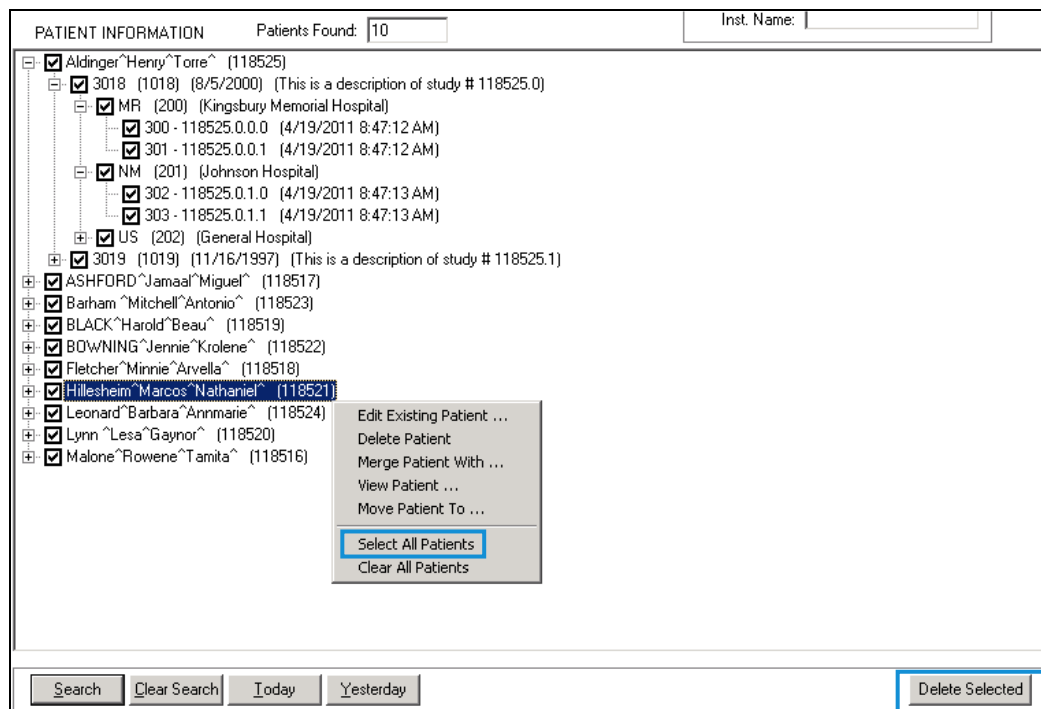 PATIENT INFORMATION Patients Found: 10 Inst. Name:
Aldinger^Henry^Torre^ (118525)
3018 (1018) (8/5/2000) (This is a description of study # 118525.0)
MR (200) (Kingsbury Memorial Hospital)
300 - 118525.0.0.0 (4/19/2011 8:47:12 AM)
301 - 118525.0.0.1 (4/19/2011 8:47:12 AM)
NM (201) (Johnson Hospital)
302 - 118525.0.1.0 (4/19/2011 8:47:13 AM)
303 - 118525.0.1.1 (4/19/2011 8:47:13 AM)
US (202) (General Hospital)
3019 (1019) (11/16/1997) (This is a description of study # 118525.1)
ASHFORD^Jamaal^Miguel^ (118517)
Barham ^Mitchell^Antonio^ (118523)
BLACK^Harold^Beau^ (118519)
BOWNING^Jennie^Krolene^ (118522)
Fletcher^Minnie^Arvella^ (118518)
Hillesheim^Marcos^Nathaniel^ (118521)
Leonard^Barbara^Annmarie^ (118524)
Lynn ^Lesa^Gaynor^ (118520)
Malone^Rowene^Tamita^ (118516)
Edit Existing Patient ...
Delete Patient
Merge Patient With ...
View Patient ...
Move Patient To ...
Select All Patients
Clear All Patients
Search Clear Search Today Yesterday Delete Selected